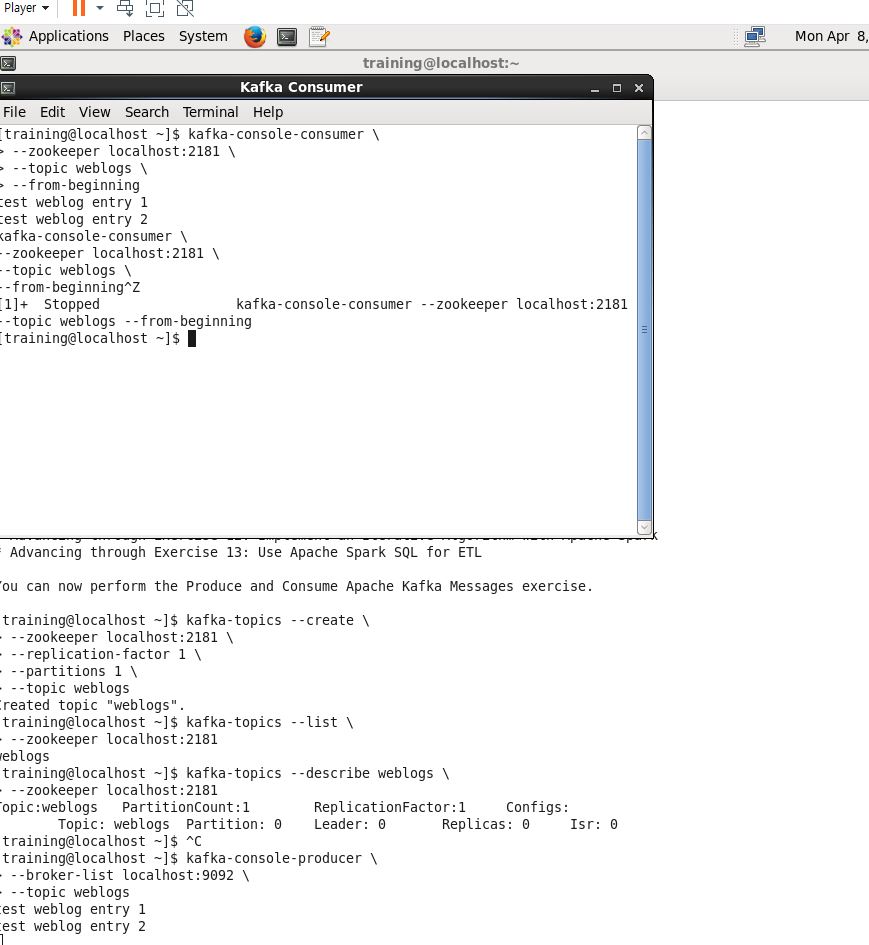 Player
Applications Places System Mon Apr 8,
training@localhost:~
Kafka Consumer
File Edit View Search Terminal Help
[training@localhost ~]$ kafka-console-consumer \
> --zookeeper localhost:2181 \
> --topic weblogs \
> --from-beginning
test weblog entry 1
test weblog entry 2
kafka-console-consumer \
--zookeeper localhost:2181 \
--topic weblogs \
--from-beginning^Z
[1]+  Stopped                 kafka-console-consumer --zookeeper localhost:2181
--topic weblogs --from-beginning
[training@localhost ~]$
* Advancing through Exercise 13: Use Apache Spark SQL for ETL
You can now perform the Produce and Consume Apache Kafka Messages exercise.
[training@localhost ~]$ kafka-topics --create \
> --zookeeper localhost:2181 \
> --replication-factor 1 \
> --partitions 1 \
> --topic weblogs
Created topic "weblogs".
[training@localhost ~]$ kafka-topics --list \
> --zookeeper localhost:2181
weblogs
[training@localhost ~]$ kafka-topics --describe weblogs \
> --zookeeper localhost:2181
Topic:weblogs   PartitionCount:1        ReplicationFactor:1     Configs:
Topic: weblogs  Partition: 0    Leader: 0       Replicas: 0     Isr: 0
[training@localhost ~]$ ^C
[training@localhost ~]$ kafka-console-producer \
> --broker-list localhost:9092 \
> --topic weblogs
test weblog entry 1
test weblog entry 2